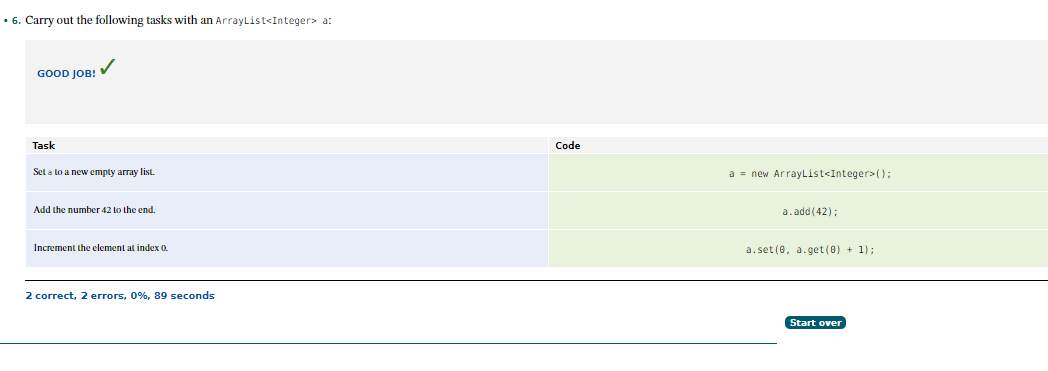 • 6. Carry out the following tasks with an ArrayList<Integer> a:
GOOD JOB! ✓
Task Code
Set a to a new empty array list. a = new ArrayList<Integer>();
Add the number 42 to the end. a.add(42);
Increment the element at index 0. a.set(0, a.get(0) + 1);
2 correct, 2 errors, 0%, 89 seconds
Start over